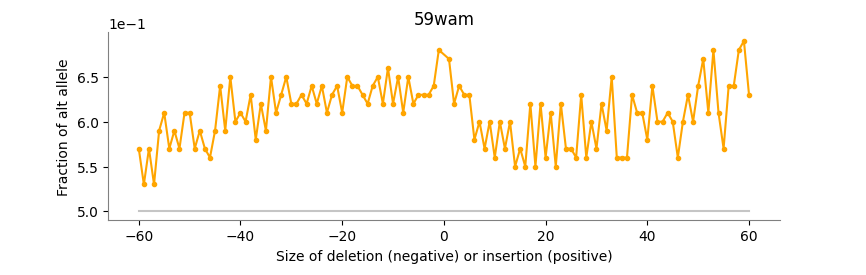 59wam
1e−1
6.5
6.0
5.5
5.0
Fraction of alt allele
−60 −40 −20 0 20 40 60
Size of deletion (negative) or insertion (positive)